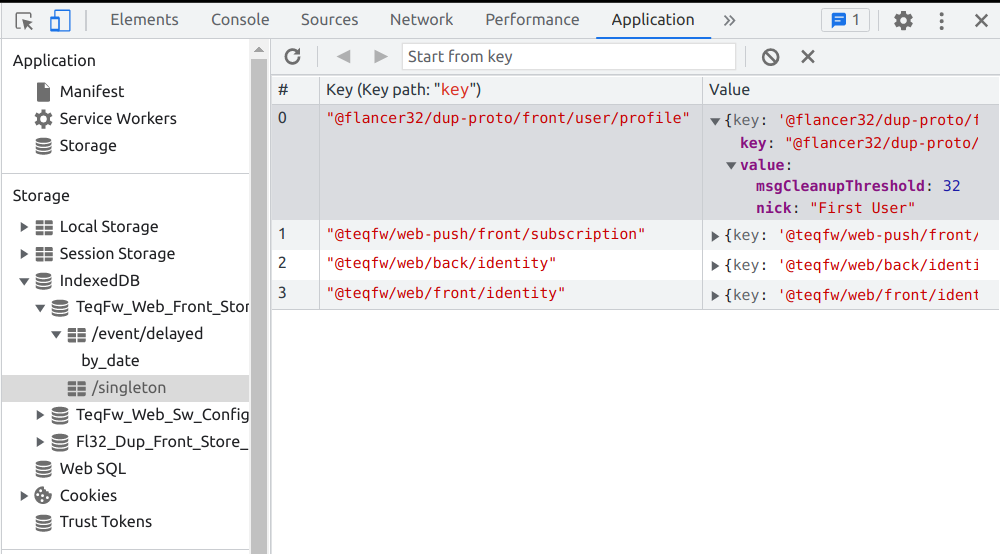 Elements Console Sources Network Performance Application » 1
Application
Manifest
Service Workers
Storage
Storage
Local Storage
Session Storage
IndexedDB
TeqFw_Web_Front_Stor
/event/delayed
by_date
/singleton
TeqFw_Web_Sw_Config
Fl32_Dup_Front_Store_
Web SQL
Cookies
Trust Tokens
Start from key
# Key (Key path: "key") Value
0 "@flancer32/dup-proto/front/user/profile" {key: '@flancer32/dup-proto/f
key: "@flancer32/dup-proto/
value:
msgCleanupThreshold: 32
nick: "First User"
1 "@teqfw/web-push/front/subscription" {key: '@teqfw/web-push/front/
2 "@teqfw/web/back/identity" {key: '@teqfw/web/back/identi
3 "@teqfw/web/front/identity" {key: '@teqfw/web/front/ident